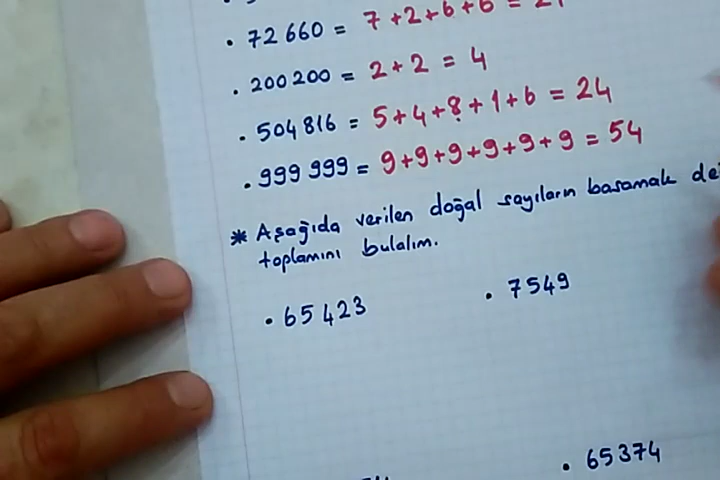 . 72 660 = 7 + 2 + 6 + 6 = 21
. 200 200 = 2 + 2 = 4
. 504 816 = 5 + 4 + 8 + 1 + 6 = 24
. 999 999 = 9 + 9 + 9 + 9 + 9 + 9 = 54
* Aşağıda verilen doğal sayıların basamak
toplamını bulalım.
. 65 423 . 7549
. 65374